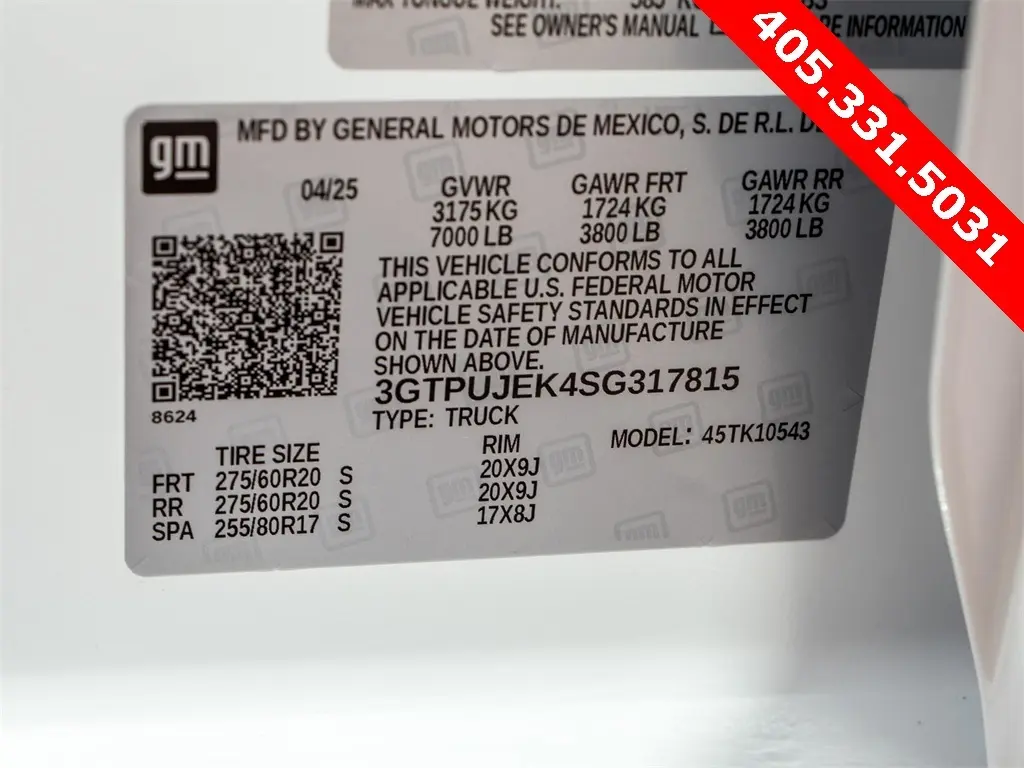 SEE OWNER'S MANUAL
INFORMATION
405.331.5031
gm
MFD BY GENERAL MOTORS DE MEXICO, S. DE R.L.
04/25
GVWR GAWR FRT GAWR RR
3175 KG 1724 KG 1724 KG
7000 LB 3800 LB 3800 LB
THIS VEHICLE CONFORMS TO ALL
APPLICABLE U.S. FEDERAL MOTOR
VEHICLE SAFETY STANDARDS IN EFFECT
ON THE DATE OF MANUFACTURE
SHOWN ABOVE.
3GTPUJEK4SG317815
8624
TYPE: TRUCK
MODEL: 45TK10543
TIRE SIZE RIM
FRT 275/60R20 S 20X9J
RR 275/60R20 S 20X9J
SPA 255/80R17 S 17X8J